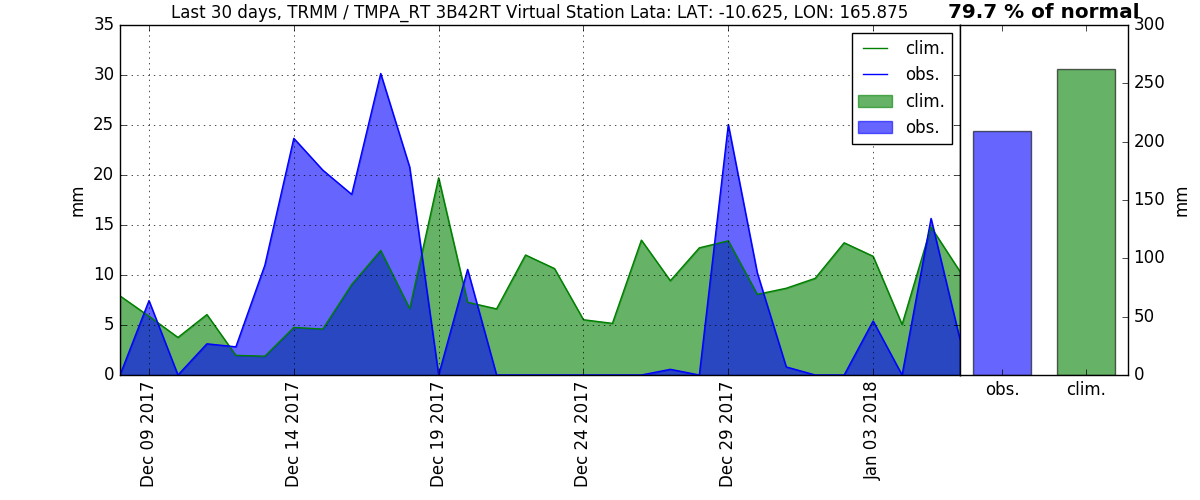 Last 30 days, TRMM / TMPA_RT 3B42RT Virtual Station Lata: LAT: -10.625, LON: 165.875
79.7 % of normal
35
30
25
20
15
10
5
0
mm
clim.
obs.
clim.
obs.
300
250
200
150
100
50
0
mm
Dec 09 2017
Dec 14 2017
Dec 19 2017
Dec 24 2017
Dec 29 2017
Jan 03 2018
obs.
clim.